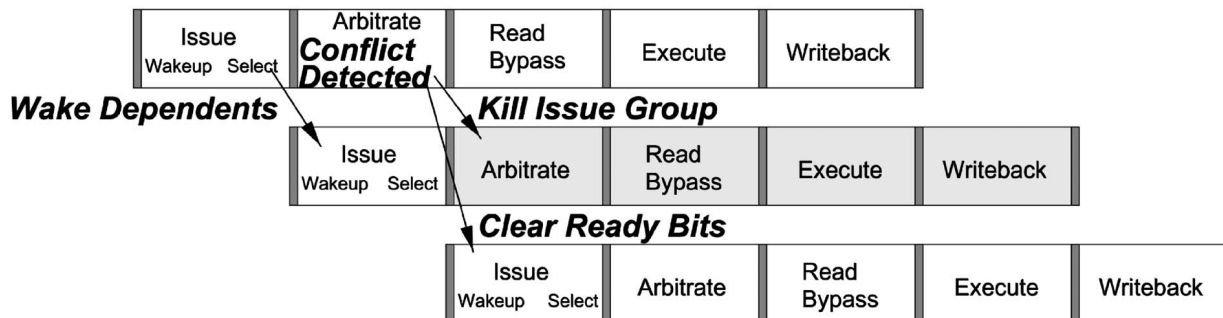 Issue
Wakeup Select
Arbitrate
Conflict
Detected
Read
Bypass
Execute
Writeback
Wake Dependents
Kill Issue Group
Issue
Wakeup Select
Arbitrate
Read
Bypass
Execute
Writeback
Clear Ready Bits
Issue
Wakeup Select
Arbitrate
Read
Bypass
Execute
Writeback